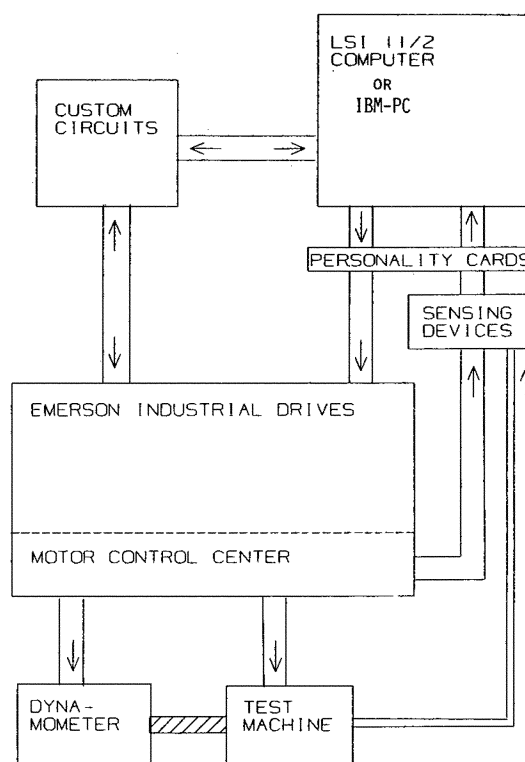 LSI 11/2
COMPUTER
OR
IBM-PC
CUSTOM
CIRCUITS
PERSONALITY CARDS
SENSING
DEVICES
EMERSON INDUSTRIAL DRIVES
MOTOR CONTROL CENTER
DYNA-
MOMETER
TEST
MACHINE